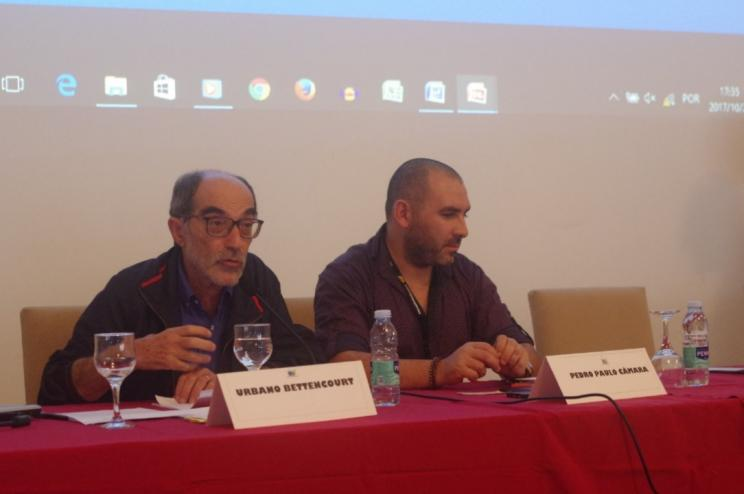 POR
17:35
URBANO BETTENCOURT
PEDRO PAULO CÂMARA